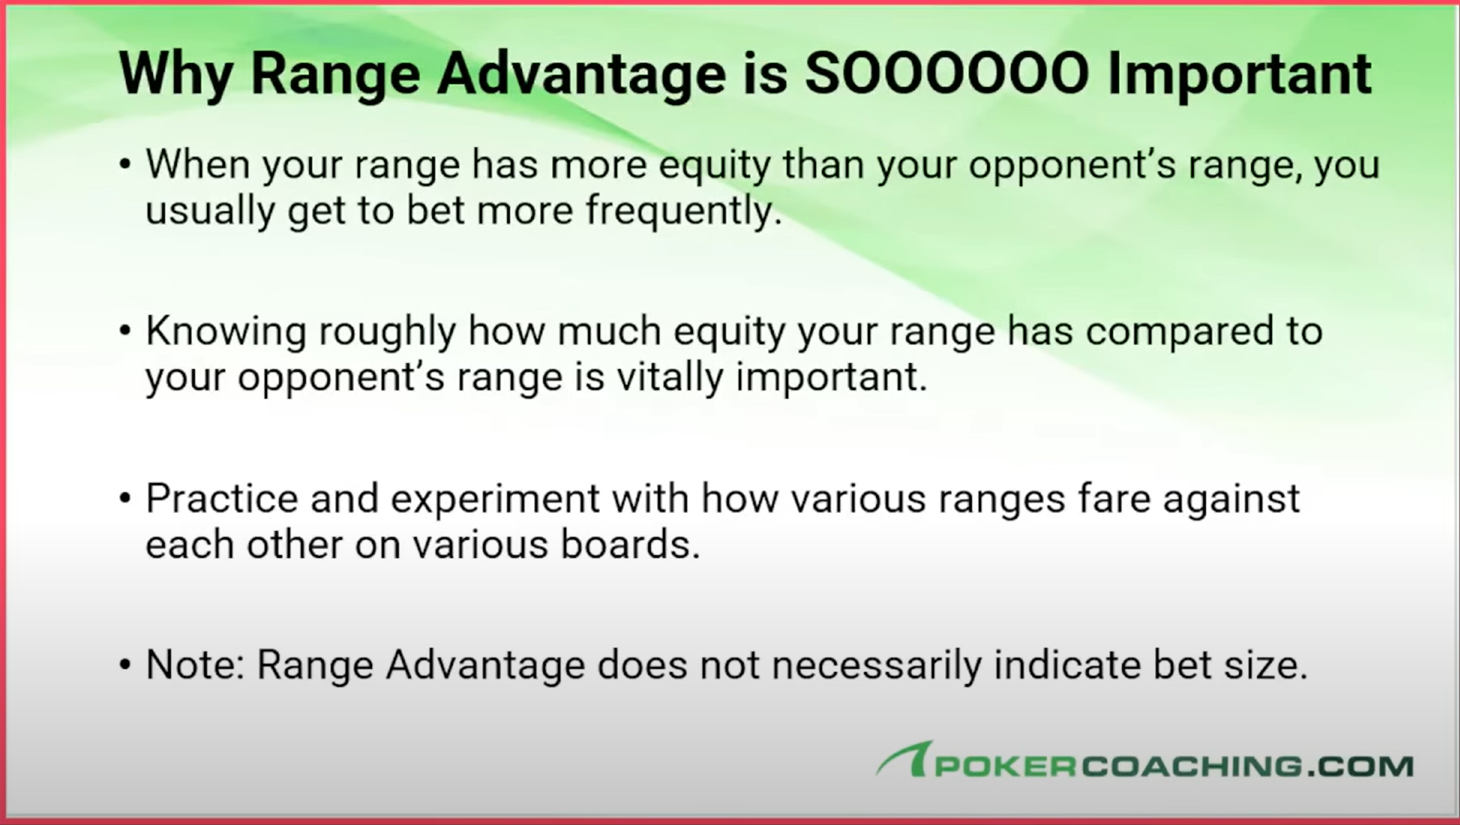 Why Range Advantage is SOOOOOO Important
• When your range has more equity than your opponent's range, you
usually get to bet more frequently.
• Knowing roughly how much equity your range has compared to
your opponent's range is vitally important.
• Practice and experiment with how various ranges fare against
each other on various boards.
• Note: Range Advantage does not necessarily indicate bet size.
POKERCOACHING.COM